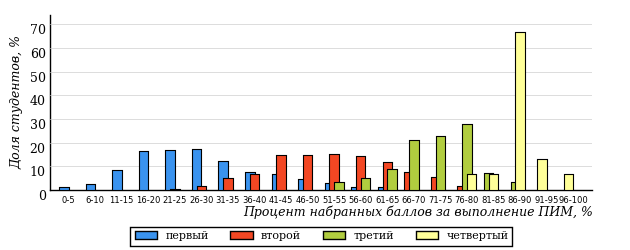 Доля студентов, %
70
60
50
40
30
20
10
0
0-5 6-10 11-15 16-20 21-25 26-30 31-35 36-40 41-45 46-50 51-55 56-60 61-65 66-70 71-75 76-80 81-85 86-90 91-95 96-100
Процент набранных баллов за выполнение ПИМ, %
первый второй третий четвертый